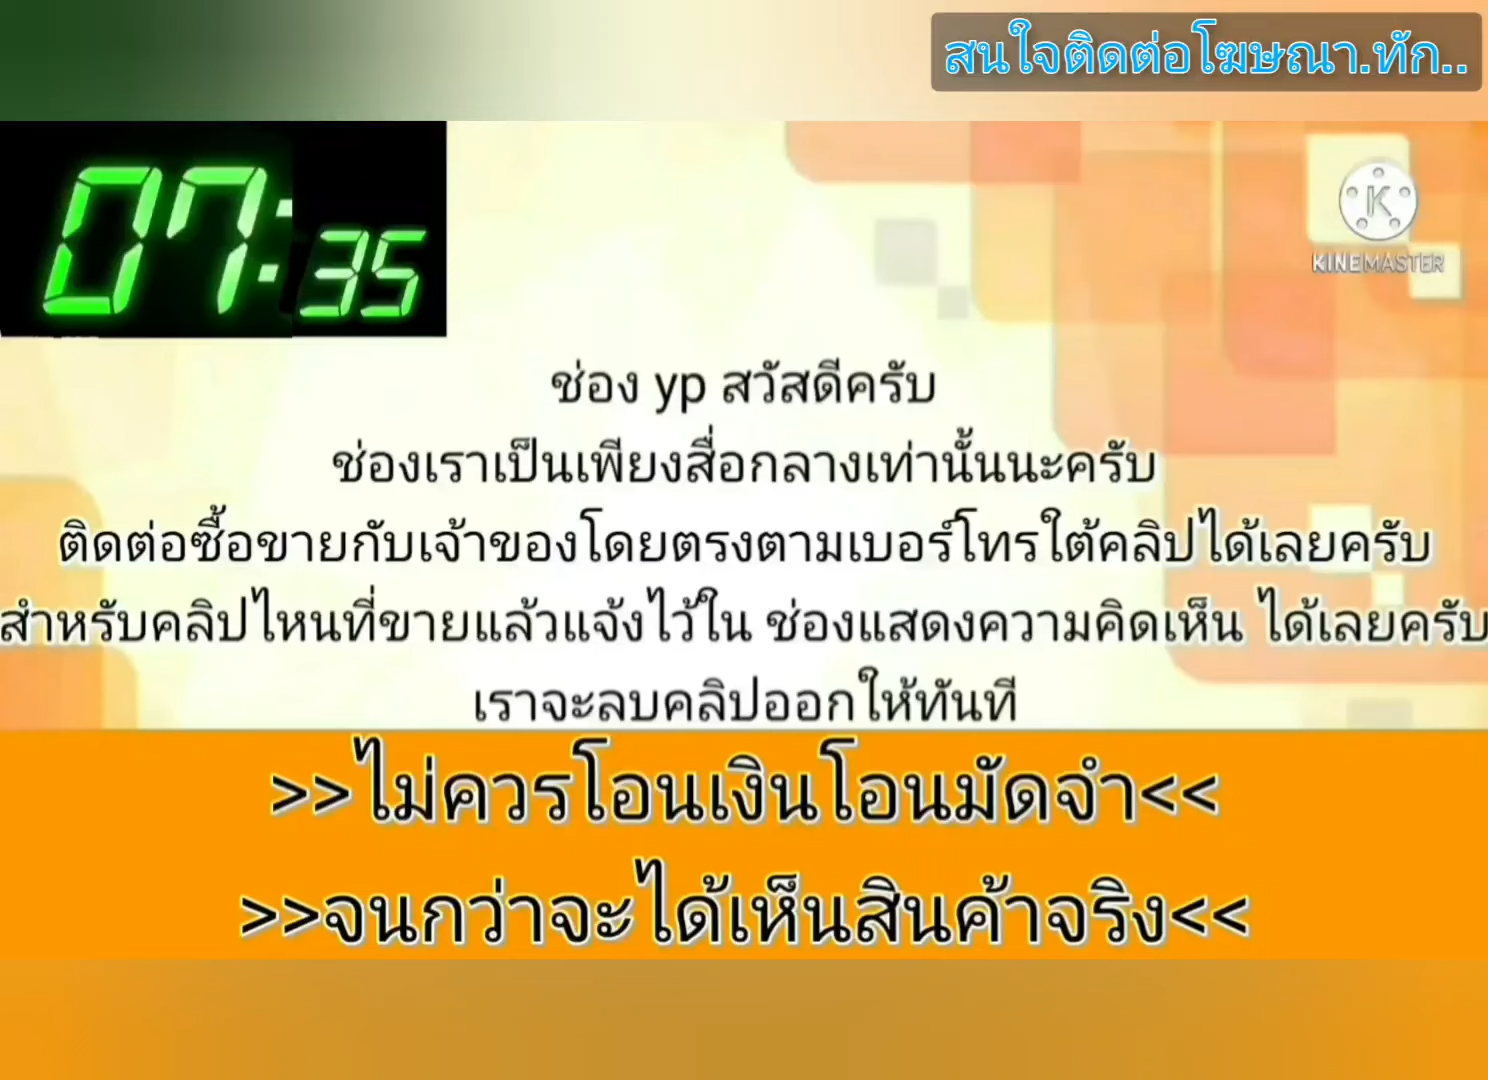 สนใจติดต่อโฆษณา.ทัก..
07:35
KINEMASTER
ช่อง yp สวัสดีครับ
ช่องเราเป็นเพียงสื่อกลางเท่านั้นนะครับ
ติดต่อซื้อขายกับเจ้าของโดยตรงตามเบอร์โทรใต้คลิปได้เลยครับ
สำหรับคลิปไหนที่ขายแล้วแจ้งไว้ใน ช่องแสดงความคิดเห็น ได้เลยครับ
เราจะลบคลิปออกให้ทันที
>>ไม่ควรโอนเงินโอนมัดจำ<<
>>จนกว่าจะได้เห็นสินค้าจริง<<